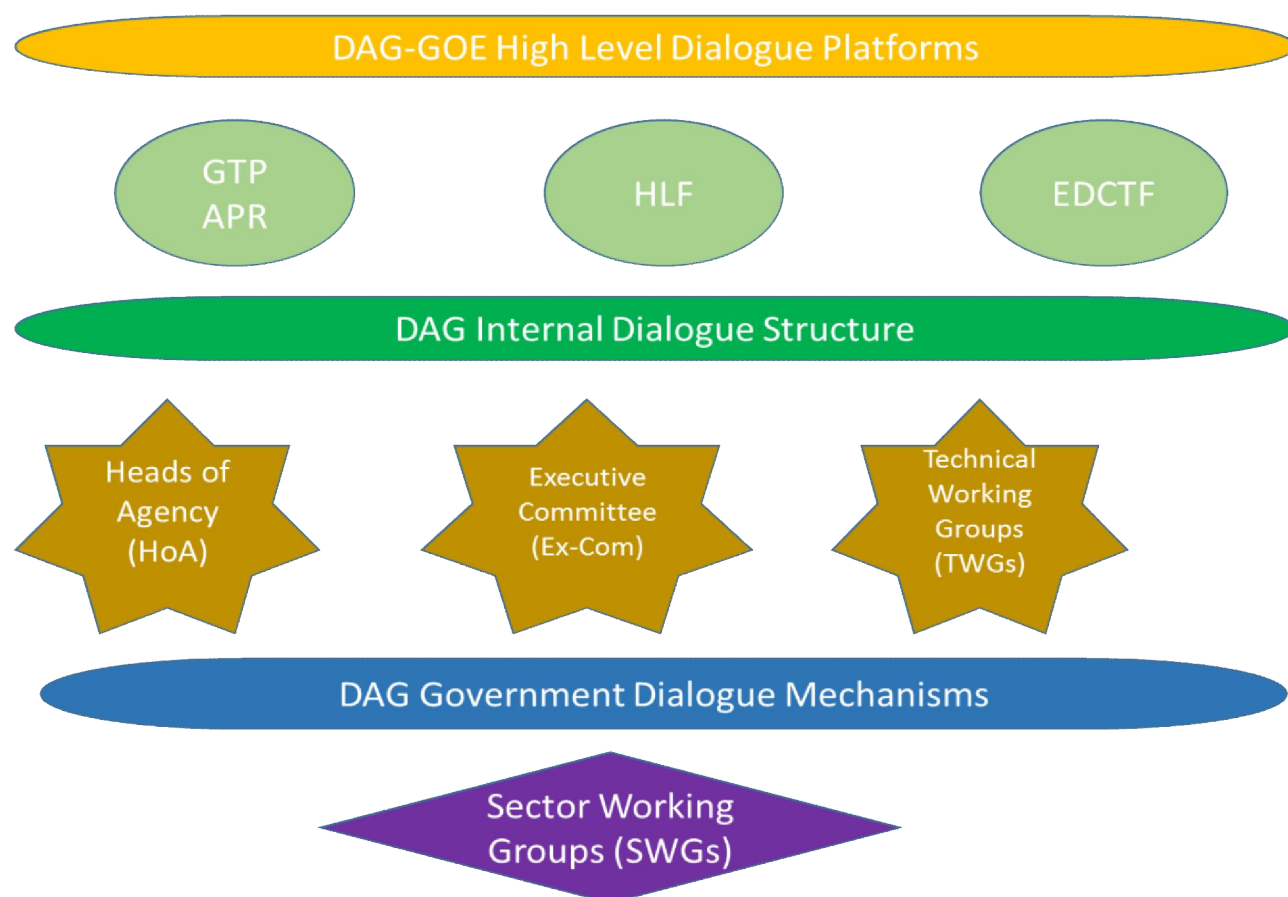 DAG-GOE High Level Dialogue Platforms
GTP
APR
HLF
EDCTF
DAG Internal Dialogue Structure
Heads of
Agency
(HoA)
Executive
Committee
(Ex-Com)
Technical
Working
Groups
(TWGs)
DAG Government Dialogue Mechanisms
Sector Working
Groups (SWGs)